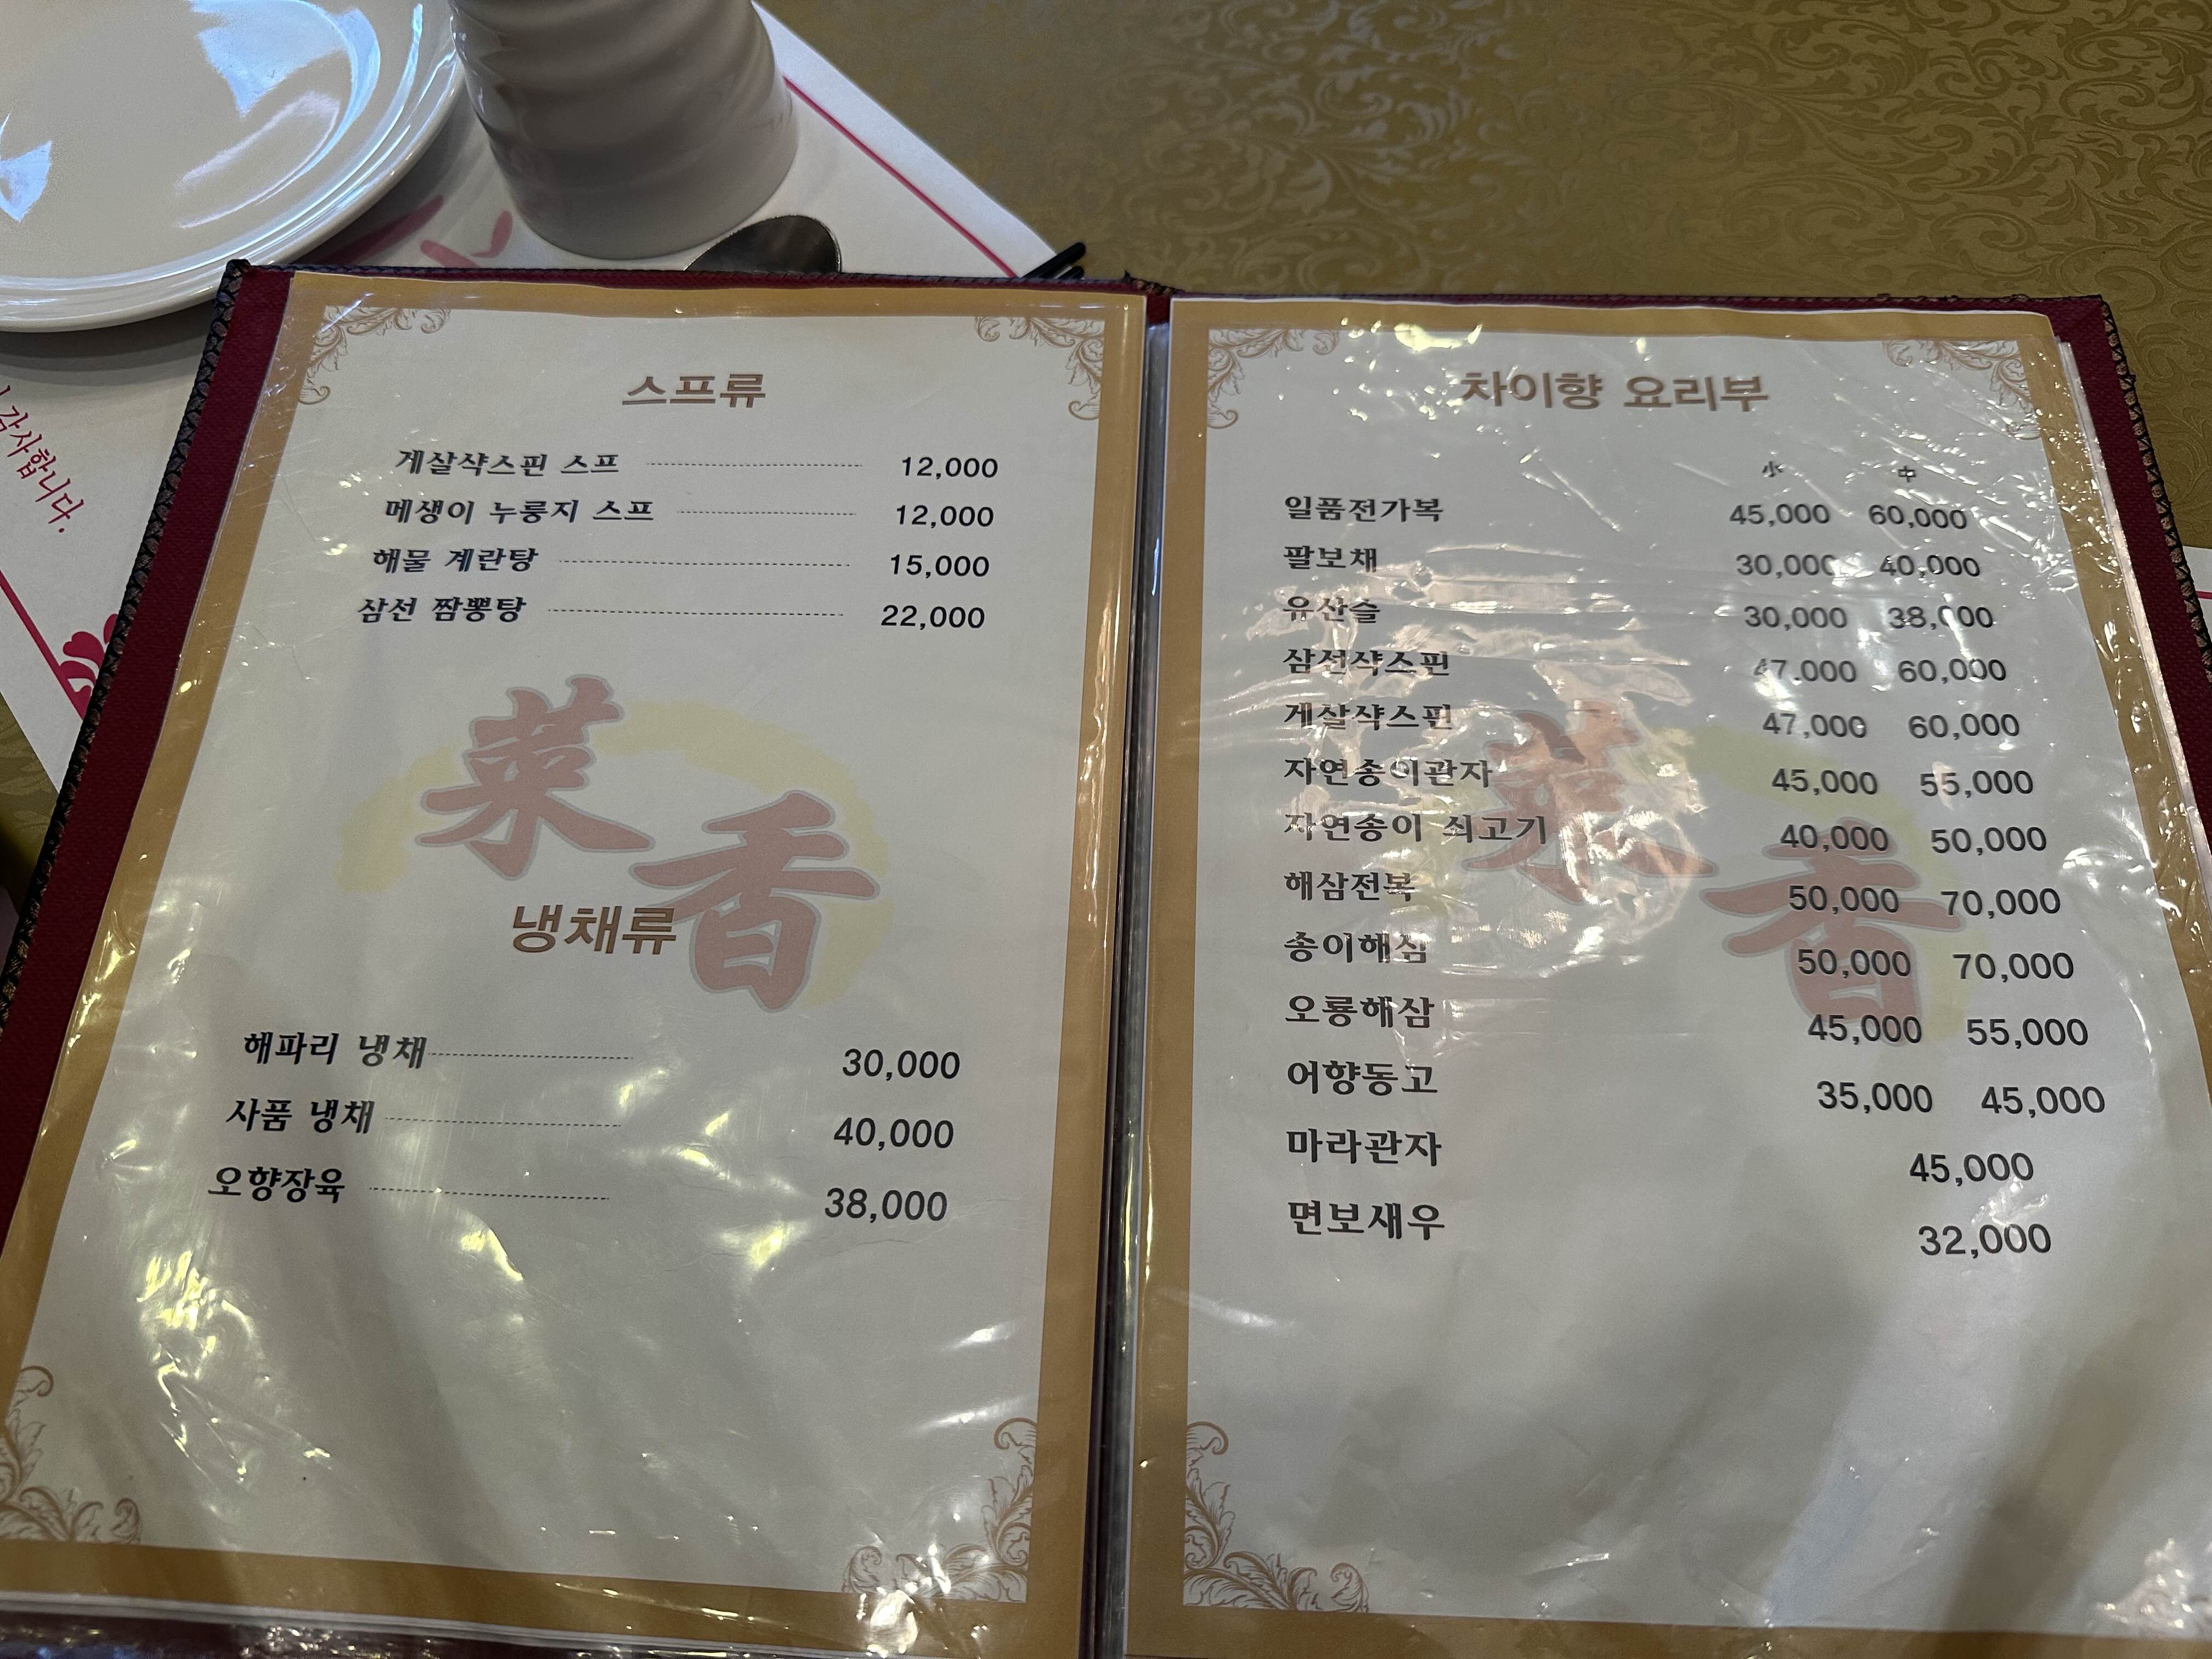 감사합니다.
스프류
게살샥스핀 스프 12,000
메생이 누룽지 스프 12,000
해물 계란탕 15,000
삼선 짬뽕탕 22,000
菜香
냉채류
해파리 냉채 30,000
사품 냉채 40,000
오향장육 38,000
차이향 요리부
小 中
일품전가복 45,000 60,000
팔보채 30,000 40,000
유산슬 30,000 38,000
삼선샥스핀 47,000 60,000
게살샥스핀 47,000 60,000
자연송이관자 45,000 55,000
자연송이 쇠고기 40,000 50,000
해삼전복 50,000 70,000
송이해삼 50,000 70,000
오룡해삼 45,000 55,000
어향동고 35,000 45,000
마라관자 45,000
면보새우 32,000
菜香